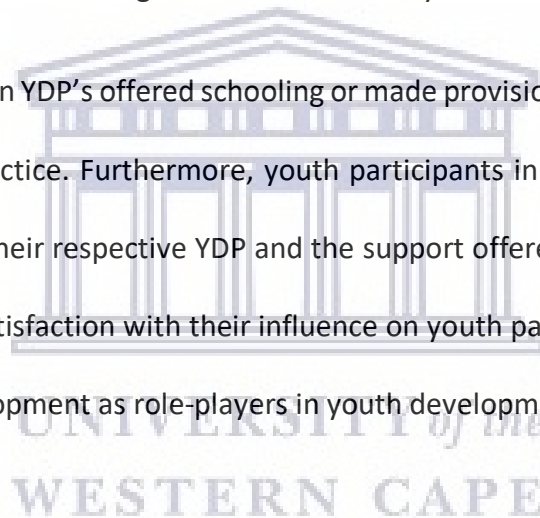 n YDP’s offered schooling or made provisio
ctice. Furthermore, youth participants in
heir respective YDP and the support offere
tisfaction with their influence on youth pa
opment as role-players in youth developm
UNIVERSITY of the
WESTERN CAPE